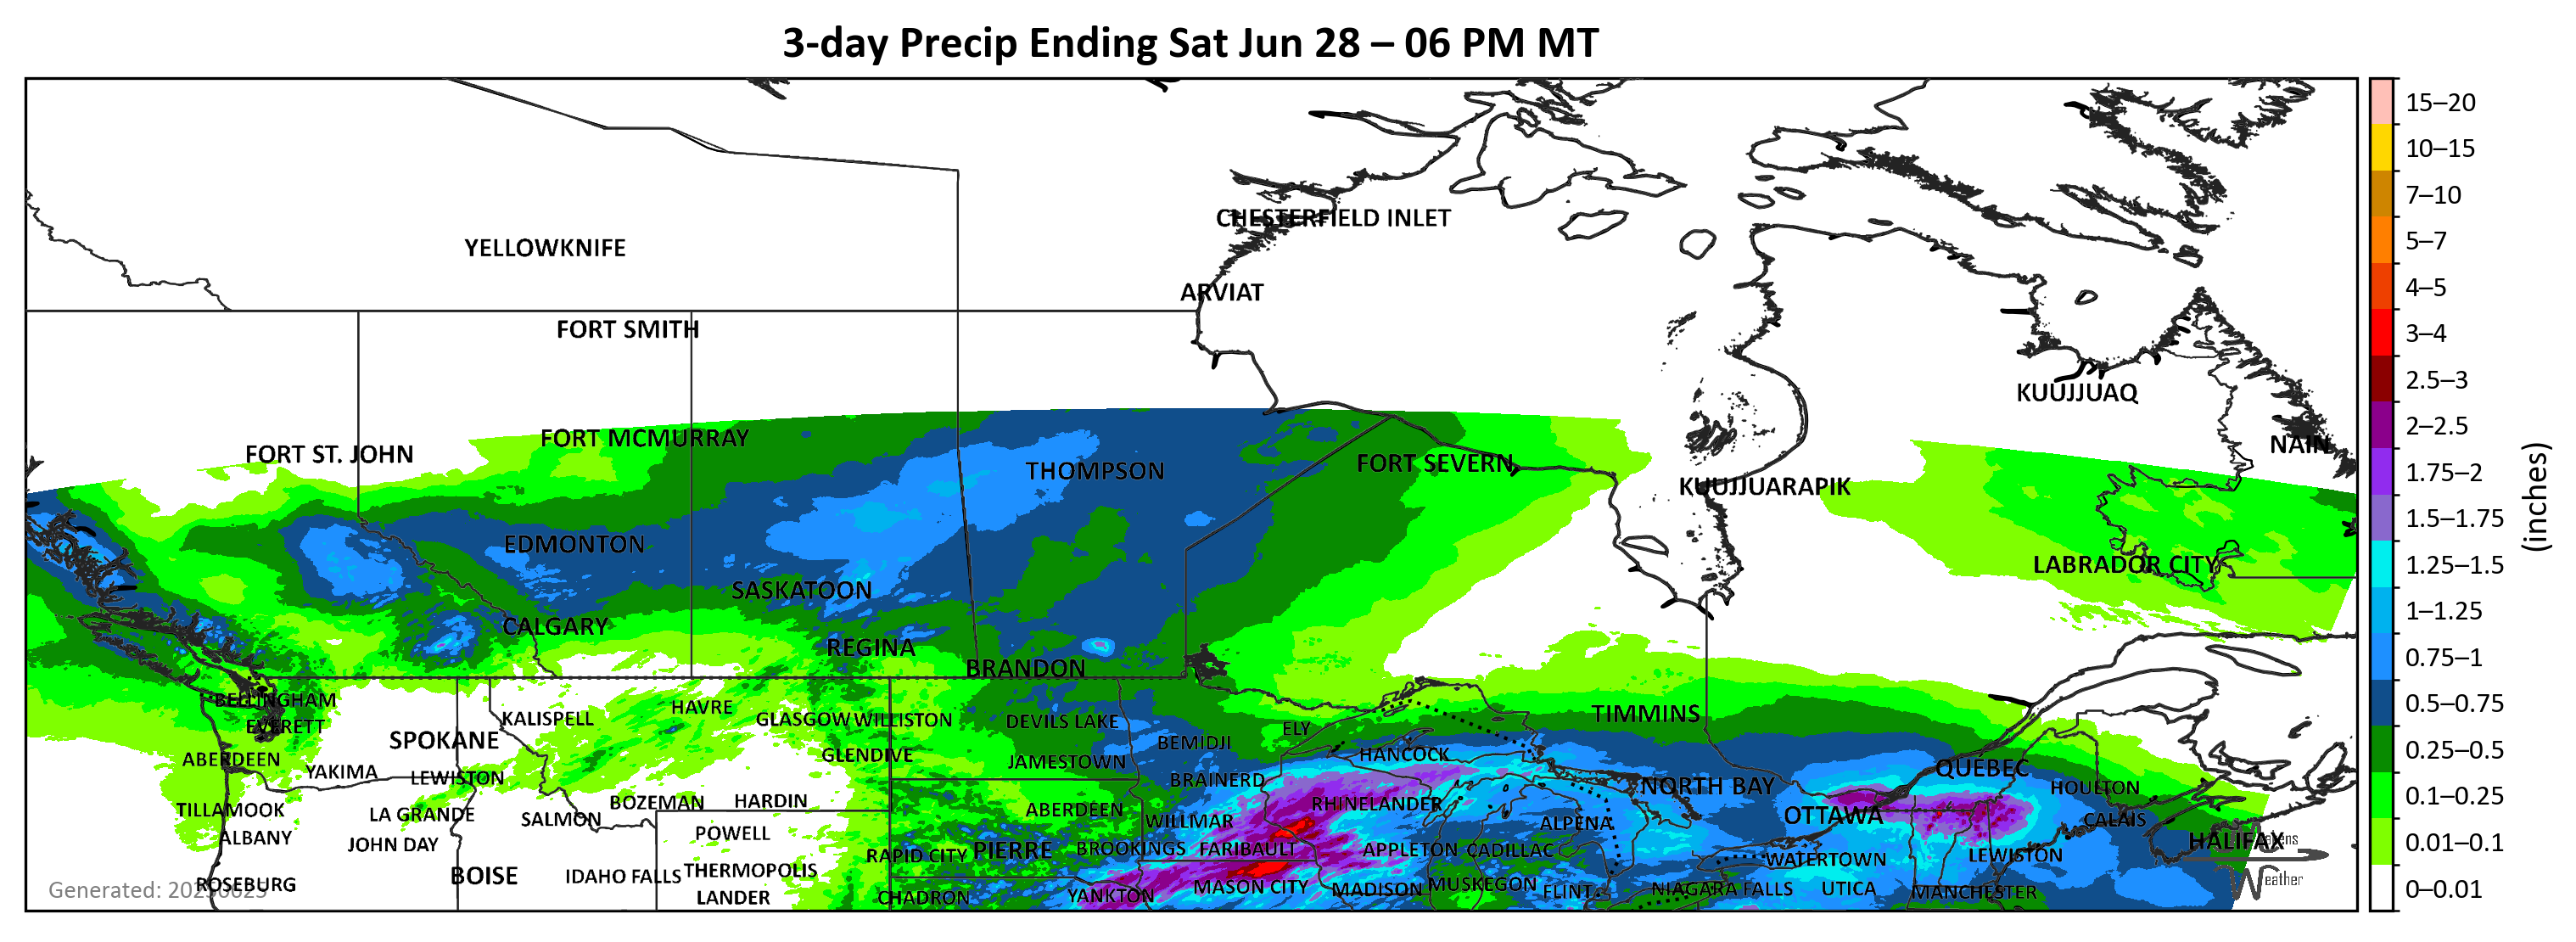 3-day Precip Ending Sat Jun 28 – 06 PM MT
CHESTERFIELD INLET
YELLOWKNIFE
ARVIAT
FORT SMITH
KUUJJUAQ
NAIN
FORT MCMURRAY
FORT ST. JOHN
THOMPSON
FORT SEVERN
KUUJJUARAPIK
EDMONTON
LABRADOR CITY
SASKATOON
CALGARY
REGINA
BRANDON
BELLINGHAM
HAVRE
KALISPELL
GLASGOW
WILLISTON
DEVILS LAKE
TIMMINS
EVERETT
ELY
SPOKANE
BEMIDJI
GLENDIVE
HANCOCK
ABERDEEN
JAMESTOWN
QUEBEC
YAKIMA
LEWISTON
BRAINERD
NORTH BAY
HOULTON
BOZEMAN
HARDIN
RHINELANDER
TILLAMOOK
LA GRANDE
SALMON
ABERDEEN
WILLMAR
ALPENA
OTTAWA
CALAIS
ALBANY
JOHN DAY
POWELL
HALIFAX
RAPID CITY
PIERRE
BROOKINGS
FARIBAULT
APPLETON
CADILLAC
WATERTOWN
LEWISTON
BOISE
IDAHO FALLS
THERMOPOLIS
ROSEBURG
MASON CITY
MADISON
MUSKEGON
FLINT
NIAGARA FALLS
UTICA
MANCHESTER
LANDER
CHADRON
YANKTON
eather
Generated:
15–20
10–15
7–10
5–7
4–5
3–4
2.5–3
2–2.5
1.75–2
1.5–1.75
1.25–1.5
1–1.25
0.75–1
0.5–0.75
0.25–0.5
0.1–0.25
0.01–0.1
0–0.01
(inches)